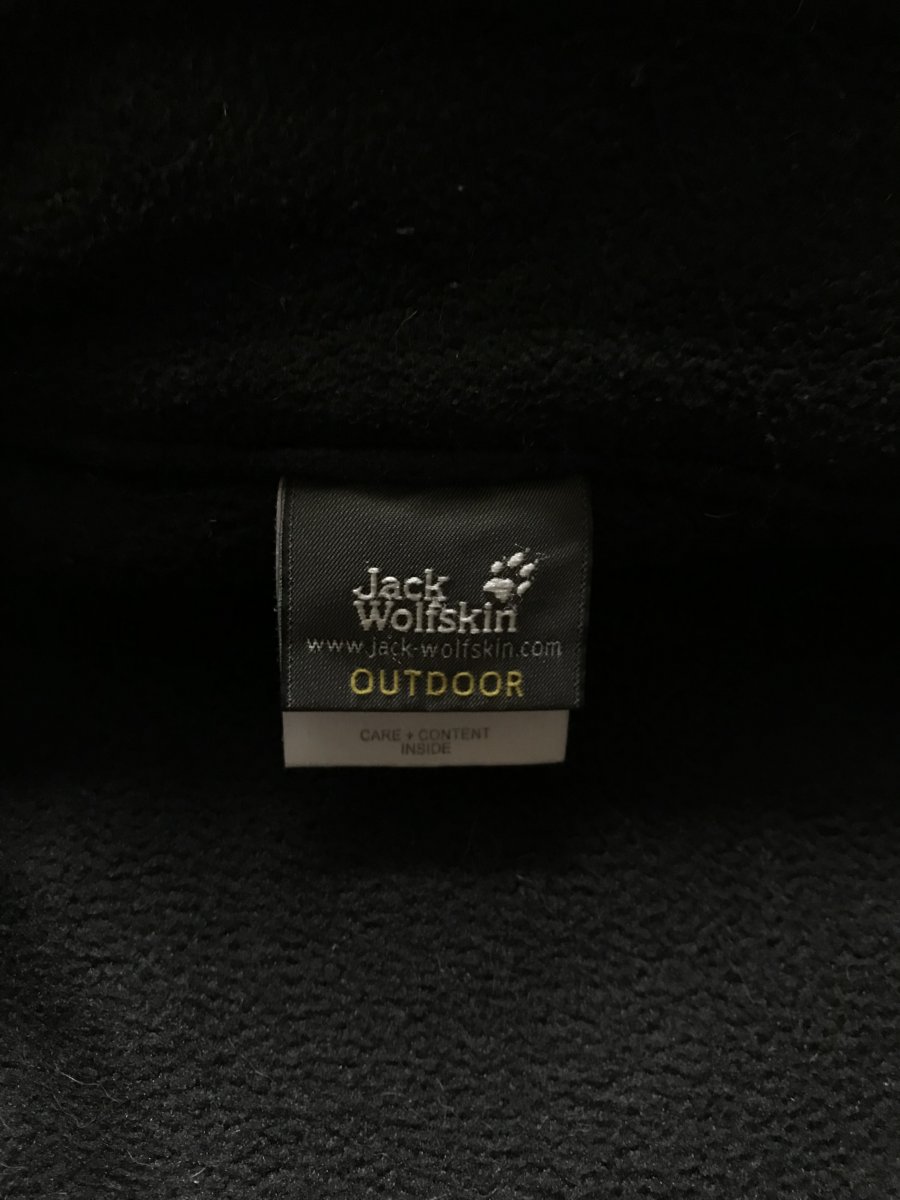 Jack
Wolfskin
www.jack-wolfskin.com
OUTDOOR
CARE + CONTENT
INSIDE